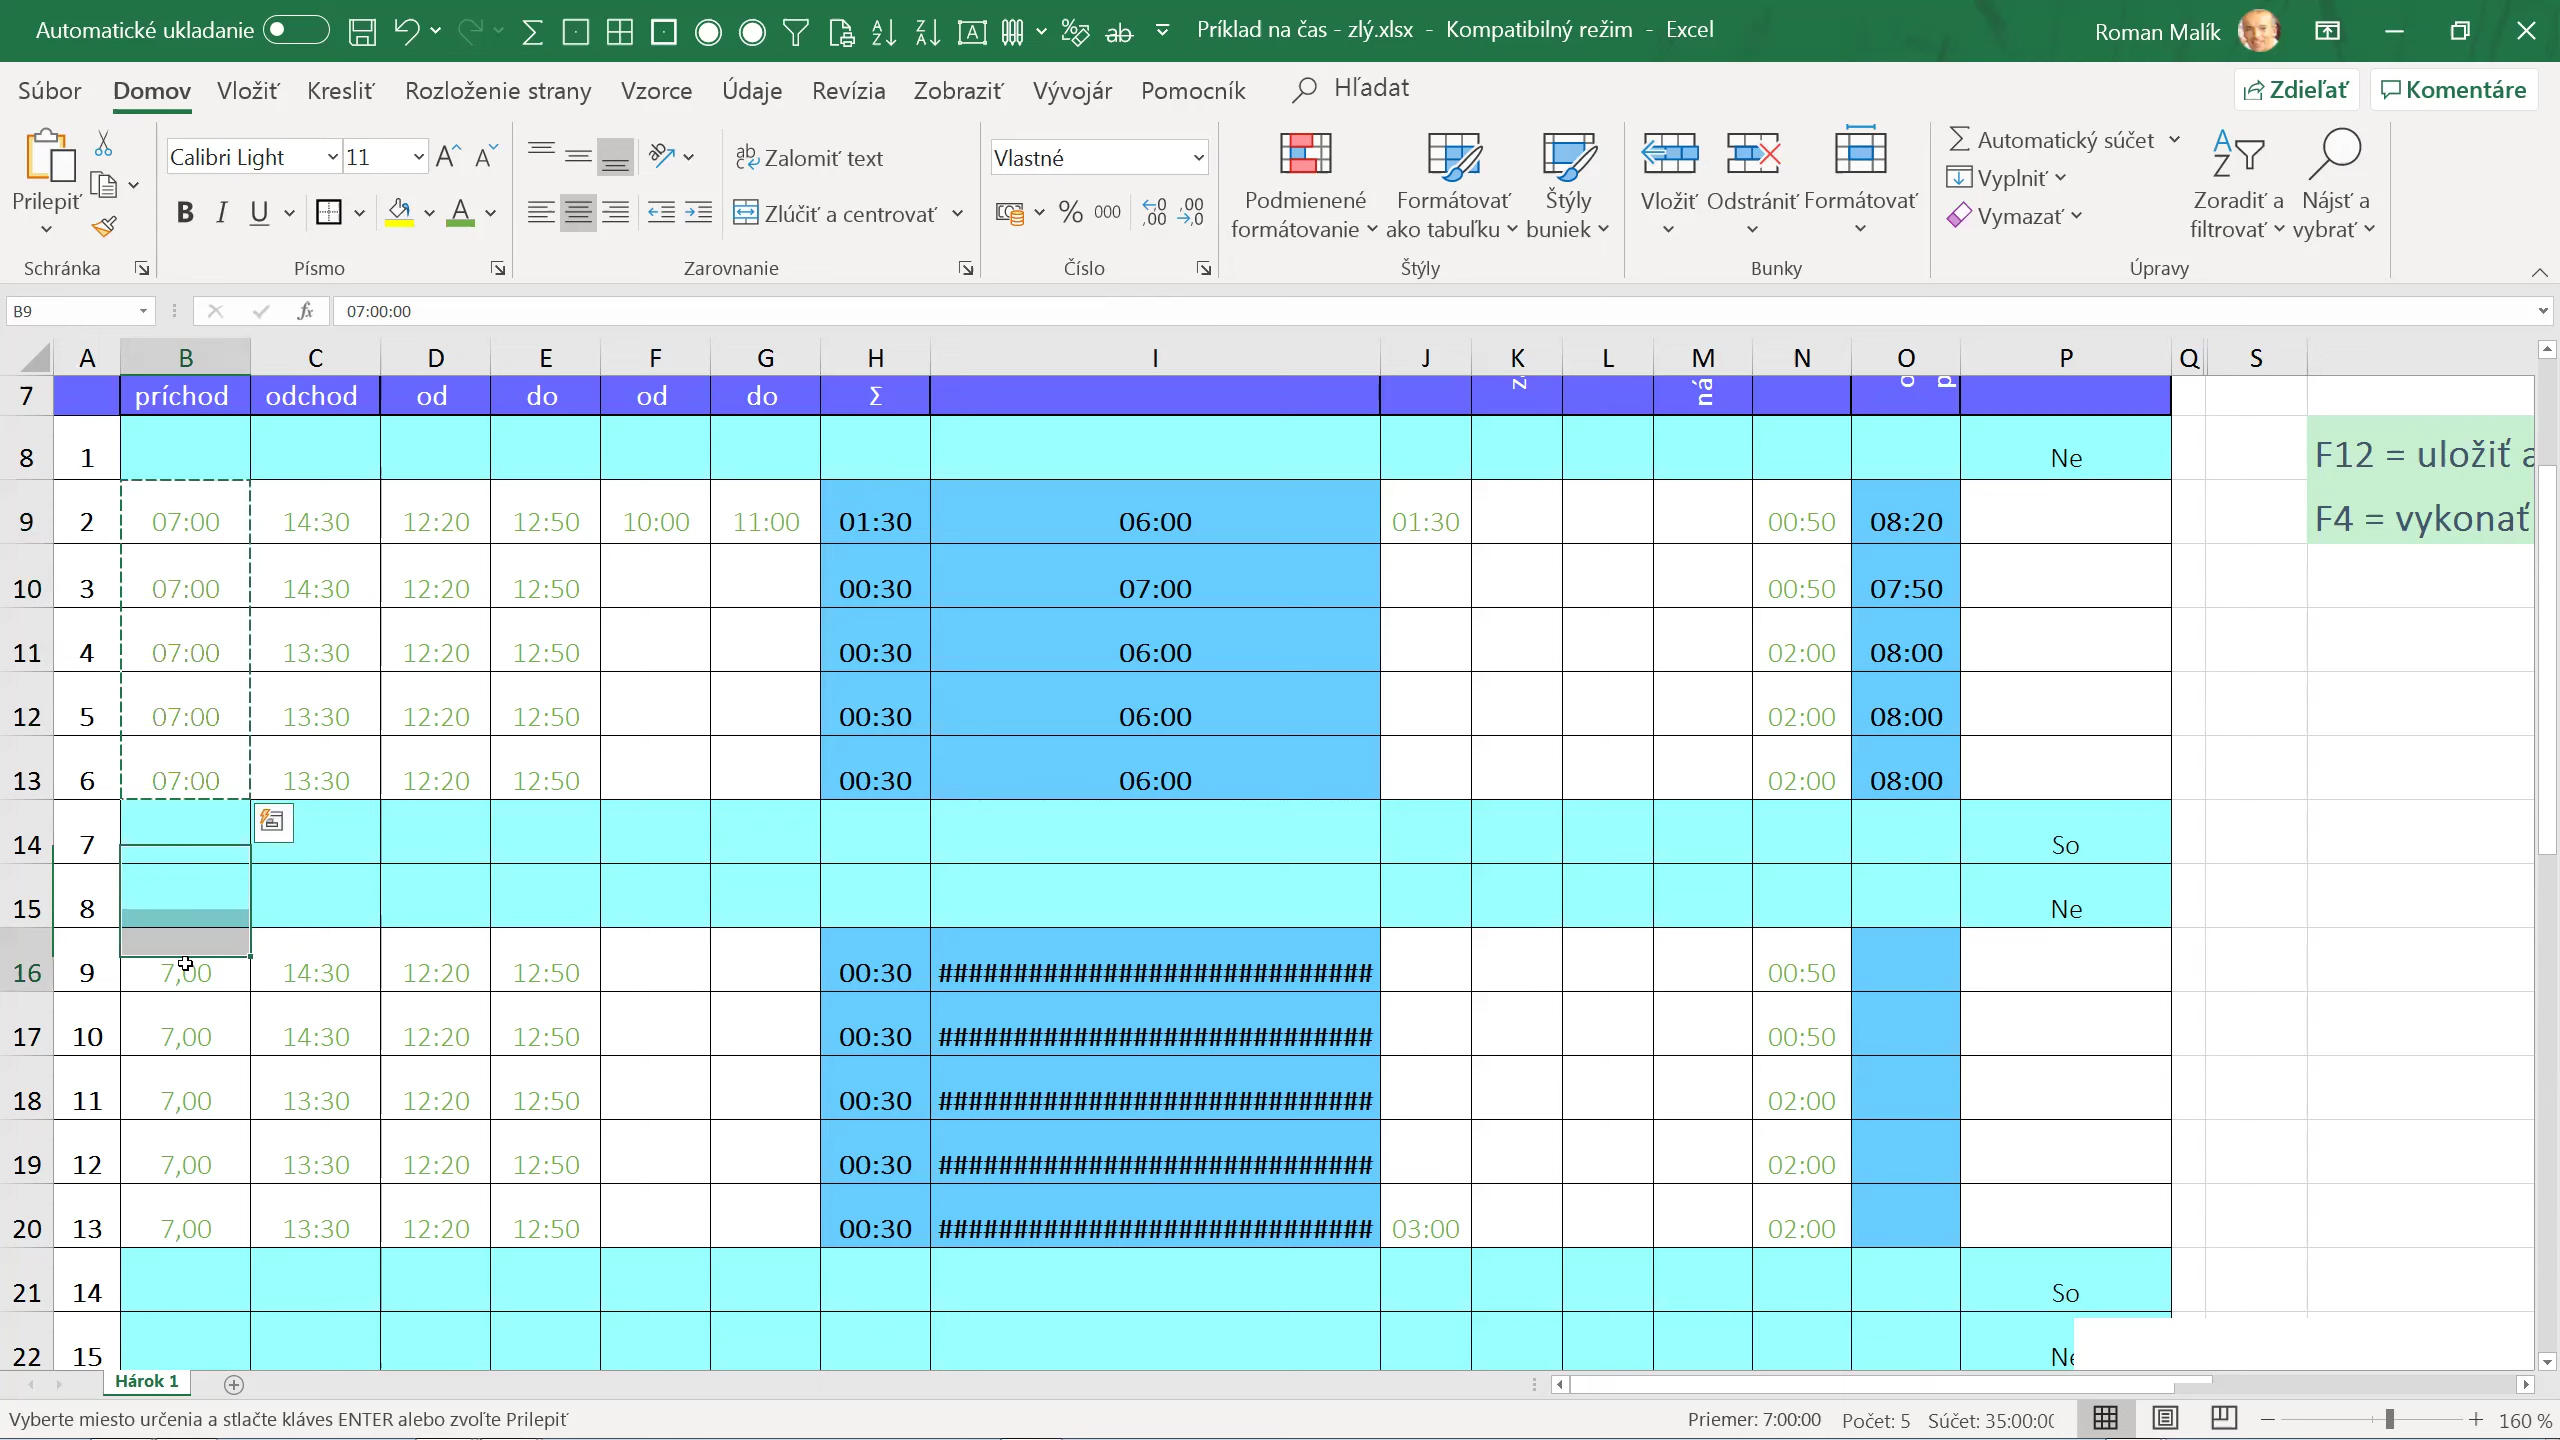 Automatické ukladanie Príklad na čas - zlý.xlsx - Kompatibilný režim - Excel Roman Malík
Súbor Domov Vložiť Kresliť Rozloženie strany Vzorce Údaje Revízia Zobraziť Vývojár Pomocník Hľadať Zdieľať Komentáre
Prilepiť
Calibri Light 11
Zalomiť text
Zlúčiť a centrovať
Vlastné
Podmienené formátovanie
Formátovať ako tabuľku
Štýly buniek
Vložiť Odstrániť Formátovať
Automatický súčet
Vyplniť
Vymazať
Zoradiť a filtrovať
Nájsť a vybrať
Schránka Písmo Zarovnanie Číslo Štýly Bunky Úpravy
B9 fx 07:00:00
A B C D E F G H I J K L M N O P Q S
7 príchod odchod od do od do Σ z ná o p
8 1 Ne F12 = uložiť a
9 2 07:00 14:30 12:20 12:50 10:00 11:00 01:30 06:00 01:30 00:50 08:20 F4 = vykonať
10 3 07:00 14:30 12:20 12:50 00:30 07:00 00:50 07:50
11 4 07:00 13:30 12:20 12:50 00:30 06:00 02:00 08:00
12 5 07:00 13:30 12:20 12:50 00:30 06:00 02:00 08:00
13 6 07:00 13:30 12:20 12:50 00:30 06:00 02:00 08:00
14 7 So
15 8 Ne
16 9 7,00 14:30 12:20 12:50 00:30 ############################# 00:50
17 10 7,00 14:30 12:20 12:50 00:30 ############################# 00:50
18 11 7,00 13:30 12:20 12:50 00:30 ############################# 02:00
19 12 7,00 13:30 12:20 12:50 00:30 ############################# 02:00
20 13 7,00 13:30 12:20 12:50 00:30 ############################# 03:00 02:00
21 14 So
22 15 Ne
Hárok 1
Vyberte miesto určenia a stlačte kláves ENTER alebo zvoľte Prilepiť Priemer: 7:00:00 Počet: 5 Súčet: 35:00:00 160 %